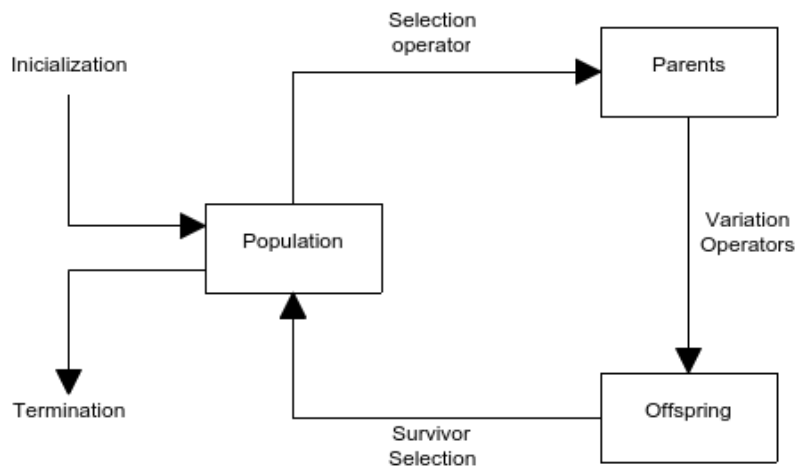 Selection
operator
Inicialization
Parents
Population
Variation
Operators
Termination
Offspring
Survivor
Selection